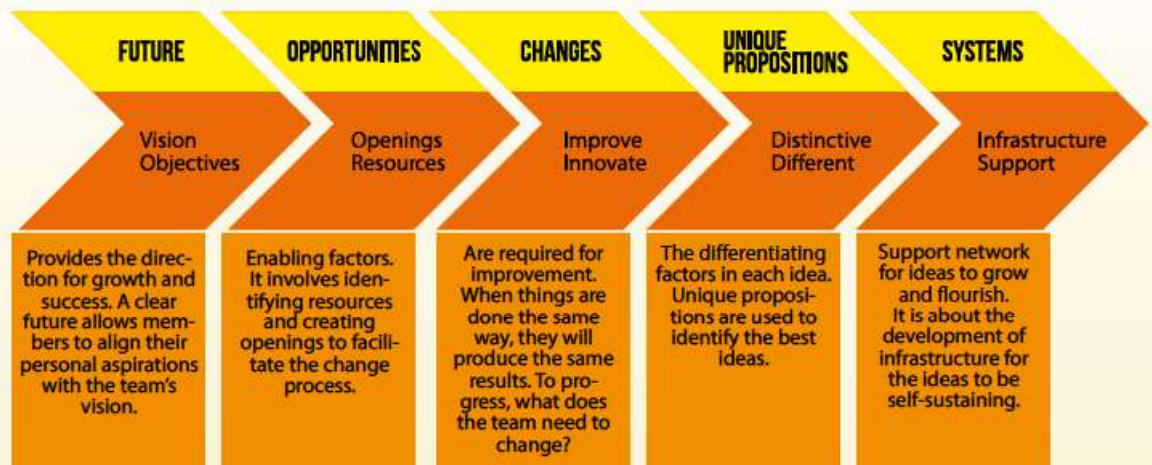 FUTURE
OPPORTUNITIES
CHANGES
UNIQUE
PROPOSITIONS
SYSTEMS
Vision
Objectives
Openings
Resources
Improve
Innovate
Distinctive
Different
Infrastructure
Support
Provides the direc-
tion for growth and
success. A clear
future allows mem-
bers to align their
personal aspirations
with the team's
vision.
Enabling factors.
It involves iden-
tifying resources
and creating
openings to facili-
tate the change
process.
Are required for
improvement.
When things are
done the same
way, they will
produce the same
results. To pro-
gress, what does
the team need to
change?
The differentiating
factors in each idea.
Unique proposi-
tions are used to
identify the best
ideas.
Support network
for ideas to grow
and flourish.
It is about the
development of
infrastructure for
the ideas to be
self-sustaining.